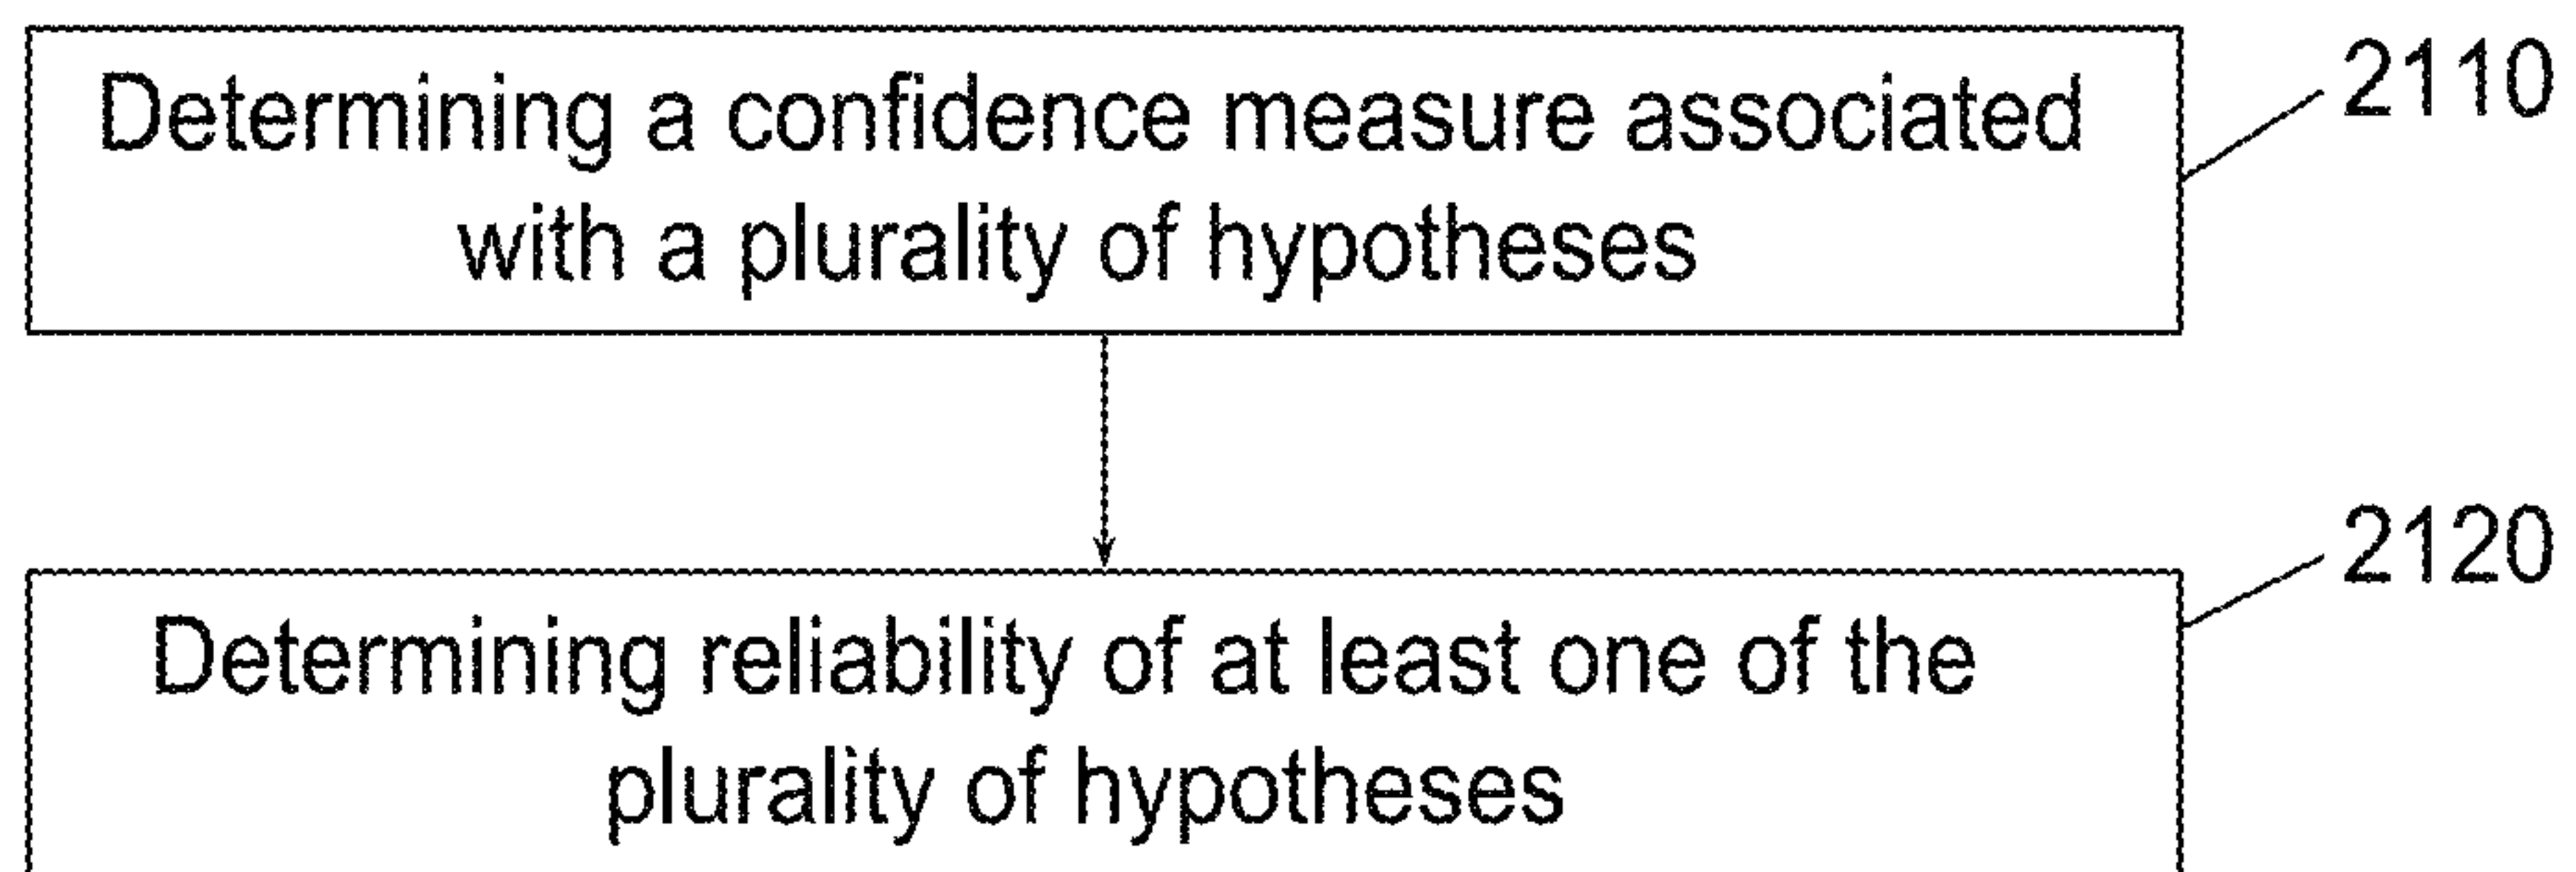 Determining a confidence measure associated
with a plurality of hypotheses
2110
Determining reliability of at least one of the
plurality of hypotheses
2120